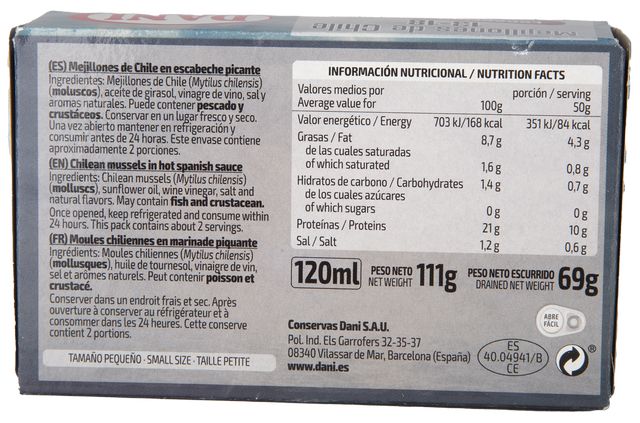 DANI
Mejillones de Chile
13-18
(ES) Mejillones de Chile en escabeche picante
Ingredientes: Mejillones de Chile (Mytilus chilensis)
(moluscos), aceite de girasol, vinagre de vino, sal y
aromas naturales. Puede contener pescado y
crustáceos. Conservar en un lugar fresco y seco.
Una vez abierto mantener en refrigeración y
consumir antes de 24 horas. Este envase contiene
aproximadamente 2 porciones.
(EN) Chilean mussels in hot spanish sauce
Ingredients: Chilean mussels (Mytilus chilensis)
(molluscs), sunflower oil, wine vinegar, salt and
natural flavors. May contain fish and crustacean.
Once opened, keep refrigerated and consume within
24 hours. This pack contains about 2 servings.
(FR) Moules chiliennes en marinade piquante
Ingrédients: Moules chiliennes (Mytilus chilensis)
(mollusques), huile de tournesol, vinaigre de vin,
sel et arômes naturels. Peut contenir poisson et
crustacé.
Conserver dans un endroit frais et sec. Après
ouverture à conserver au réfrigérateur et à
consommer dans les 24 heures. Cette conserve
contient 2 portions.
TAMAÑO PEQUEÑO - SMALL SIZE - TAILLE PETITE
INFORMACIÓN NUTRICIONAL / NUTRITION FACTS
Valores medios por porción / serving
Average value for 100g 50g
Valor energético / Energy 703 kJ/168 kcal 351 kJ/84 kcal
Grasas / Fat 8,7 g 4,3 g
de las cuales saturadas
of which saturated 1,6 g 0,8 g
Hidratos de carbono / Carbohydrates 1,4 g 0,7 g
de los cuales azúcares
of which sugars 0 g 0 g
Proteínas / Proteins 21 g 10 g
Sal / Salt 1,2 g 0,6 g
120ml PESO NETO NET WEIGHT 111g PESO NETO ESCURRIDO DRAINED NET WEIGHT 69g
ABRE
FÁCIL
Conservas Dani S.A.U.
Pol. Ind. Els Garrofers 32-35-37
08340 Vilassar de Mar, Barcelona (España)
www.dani.es
ES
40.04941/B
CE
®